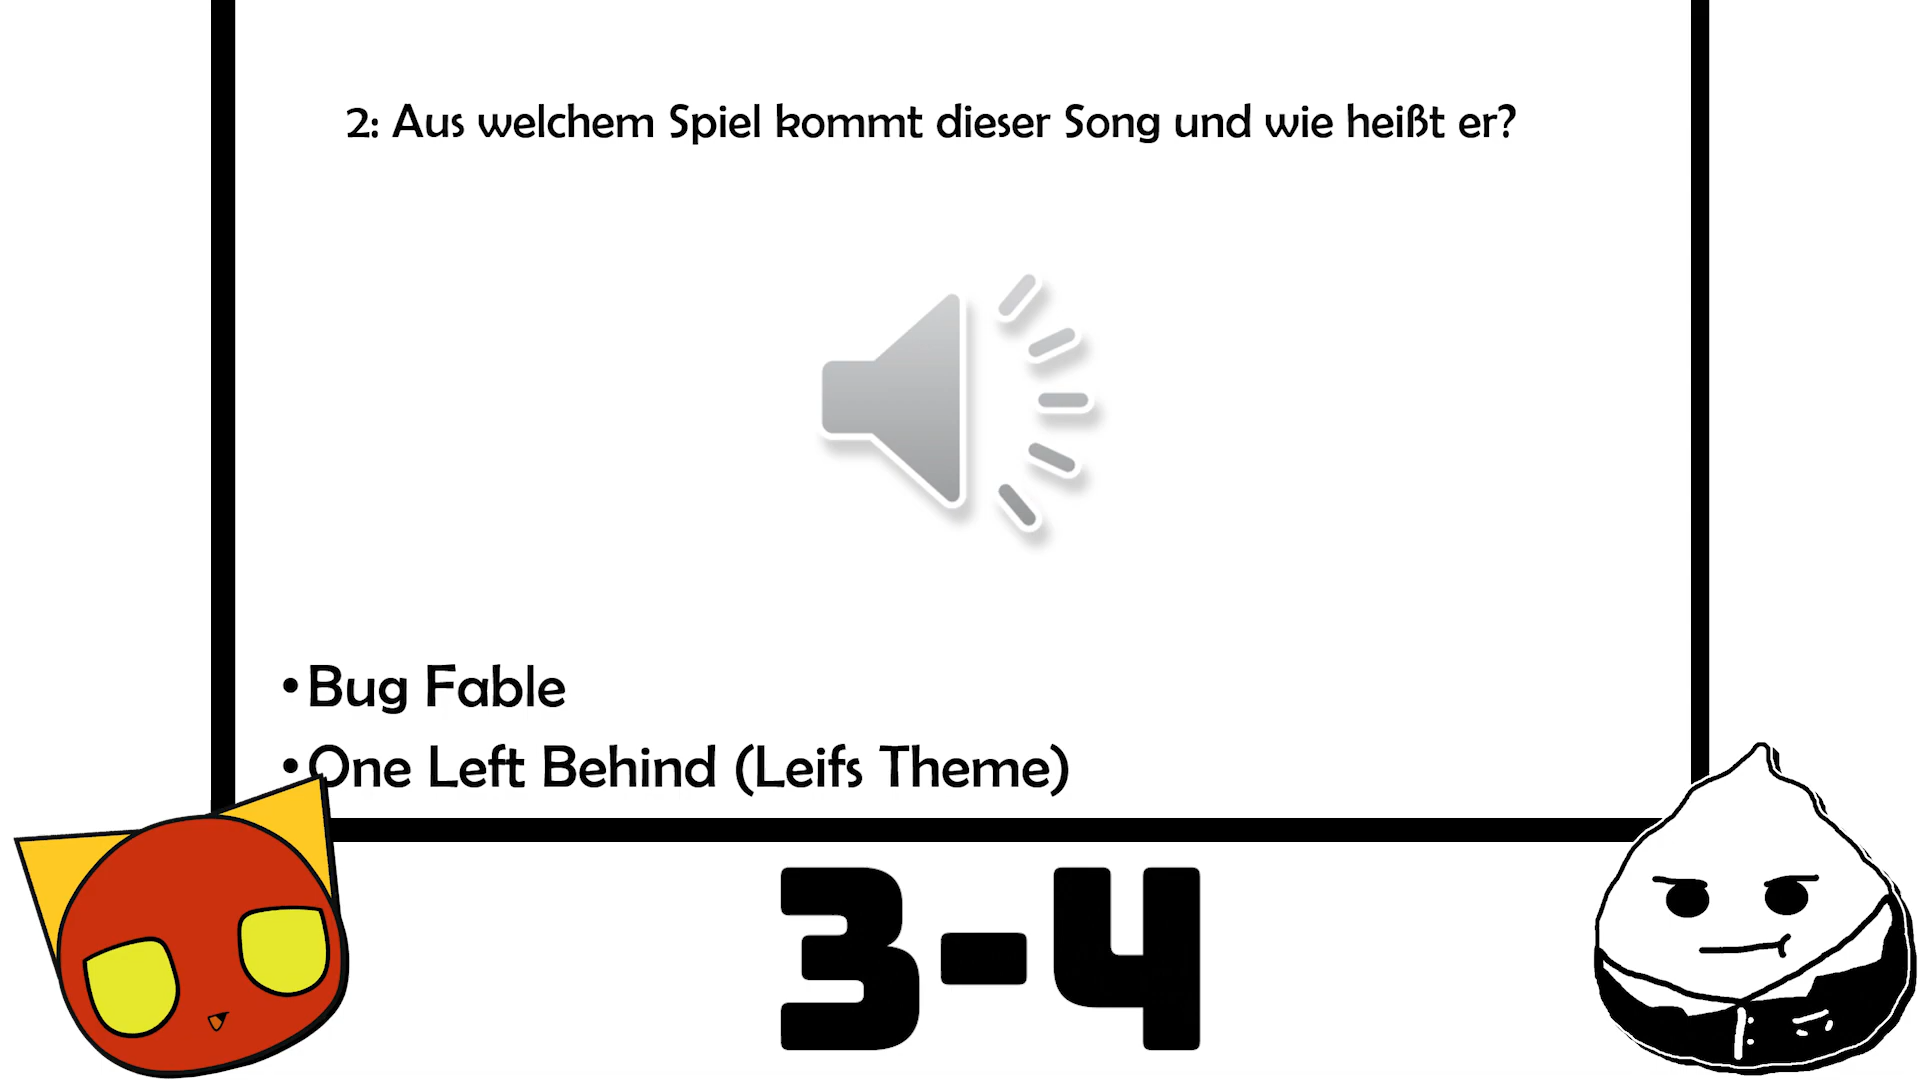 2: Aus welchem Spiel kommt dieser Song und wie heißt er?
• Bug Fable
• One Left Behind (Leifs Theme)
3-4